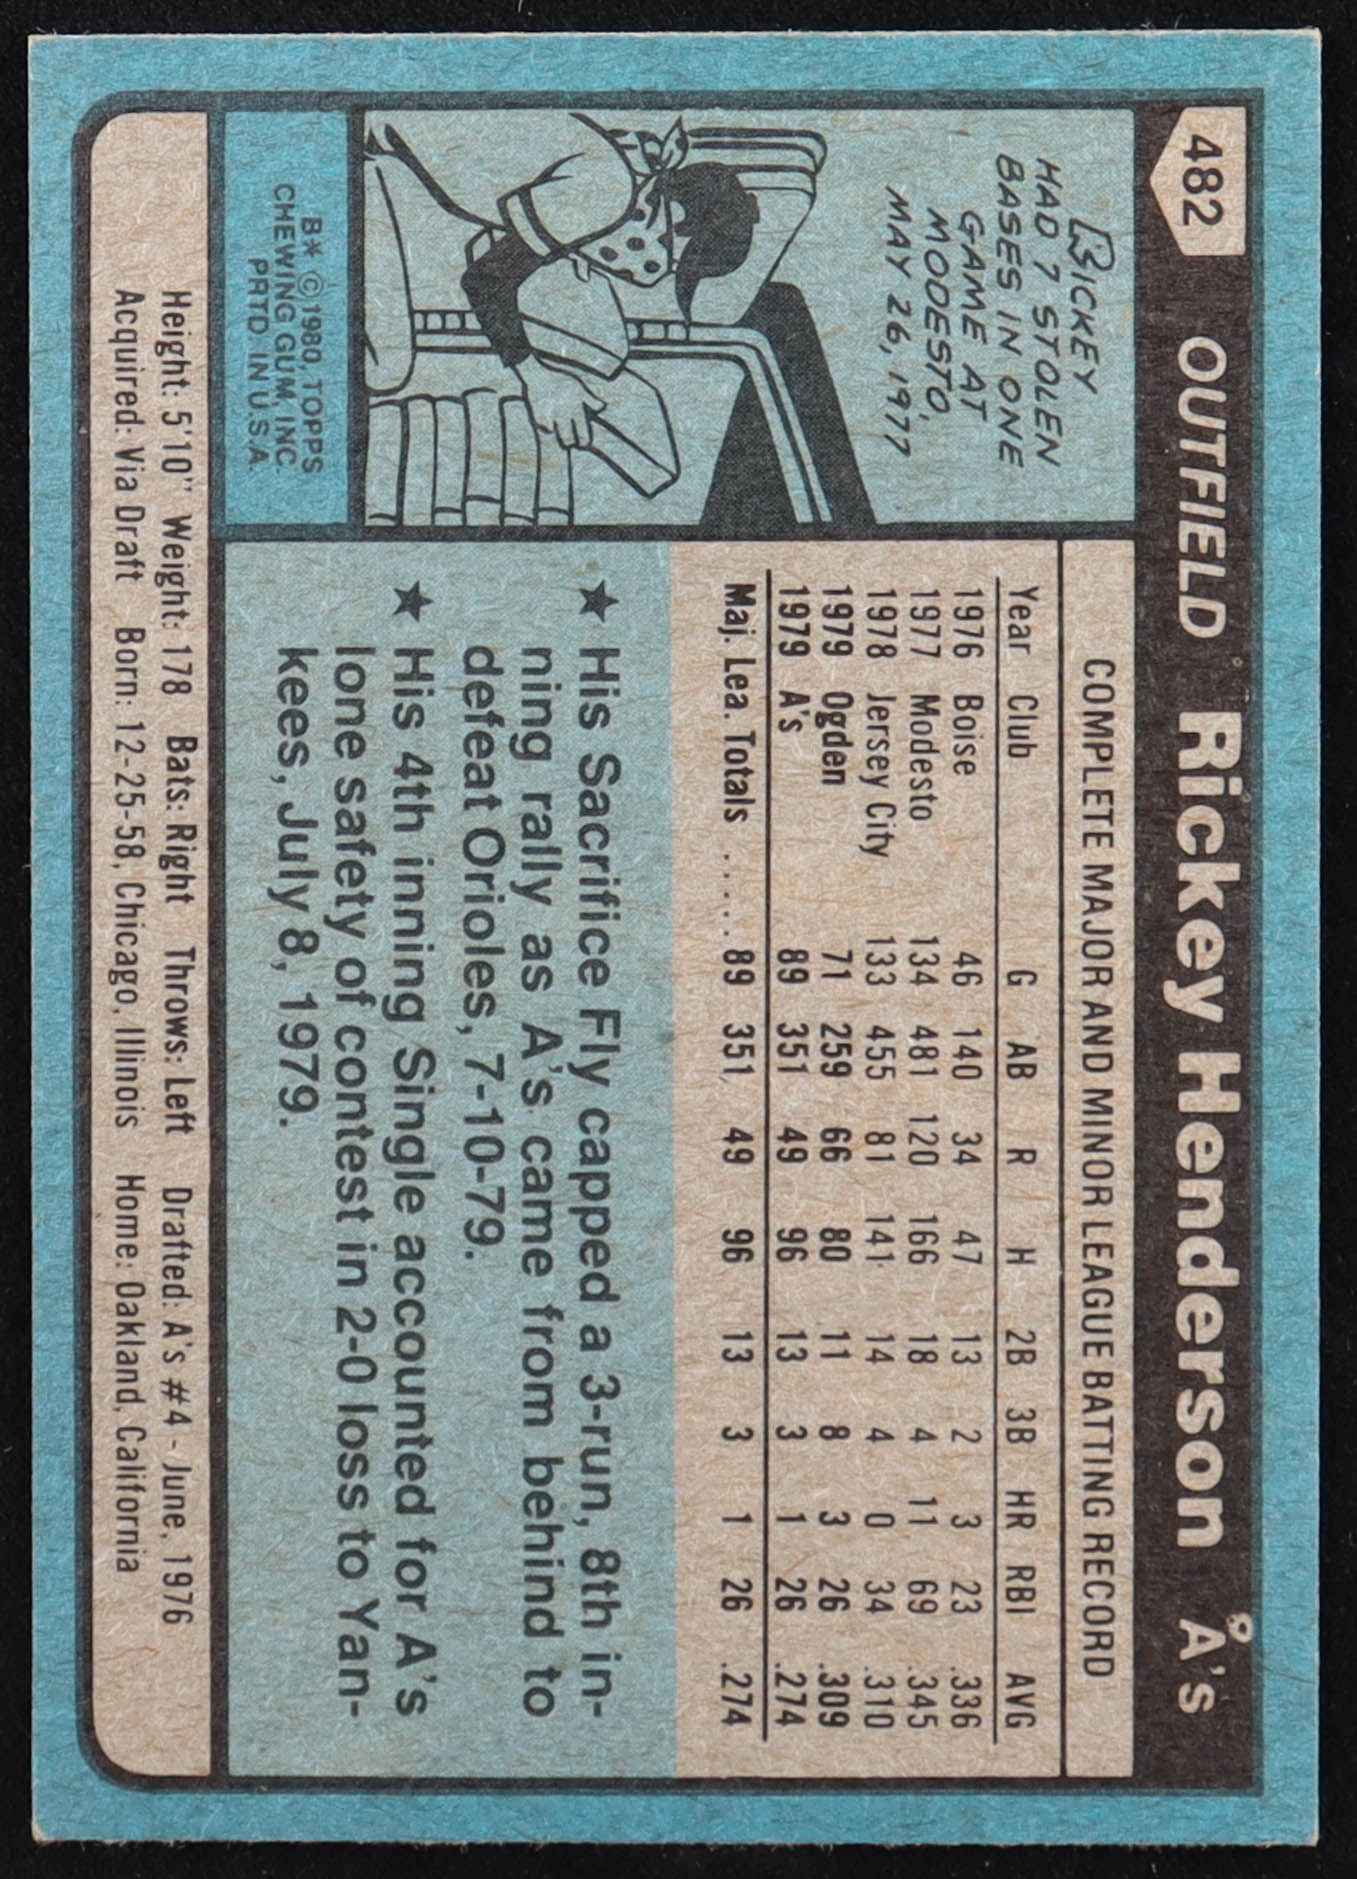 482 OUTFIELD Rickey Henderson A's
RICKEY
HAD 7 STOLEN
BASES IN ONE
GAME AT
MODESTO,
MAY 26, 1977
B* © 1980, TOPPS
CHEWING GUM, INC.
PRTD. IN U.S.A.
COMPLETE MAJOR AND MINOR LEAGUE BATTING RECORD
Year Club G AB R H 2B 3B HR RBI AVG
1976 Boise 46 140 34 47 13 2 3 23 .336
1977 Modesto 134 481 120 166 18 4 11 69 .345
1978 Jersey City 133 455 81 141 14 4 0 34 .310
1979 Ogden 71 259 66 80 11 8 3 26 .309
1979 A's 89 351 49 96 13 3 1 26 .274
Maj. Lea. Totals ...... 89 351 49 96 13 3 1 26 .274
★ His Sacrifice Fly capped a 3-run, 8th in-
ning rally as A's came from behind to
defeat Orioles, 7-10-79.
★ His 4th inning Single accounted for A's
lone safety of contest in 2-0 loss to Yan-
kees, July 8, 1979.
Height: 5'10" Weight: 178 Bats: Right Throws: Left Drafted: A's #4 - June, 1976
Acquired: Via Draft Born: 12-25-58, Chicago, Illinois Home: Oakland, California